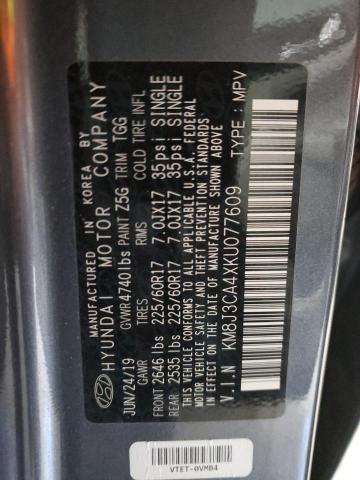 MANUFACTURED IN KOREA BY
HYUNDAI MOTOR COMPANY
GVWR 4740 lbs PAINT Z5G TRIM TGG
JUN/24/19 GAWR TIRES RIMS COLD TIRE INFL
FRONT 2646 lbs 225/60R17 7.0JX17 35psi SINGLE
REAR: 2535 lbs 225/60R17 7.0JX17 35psi SINGLE
THIS VEHICLE CONFORMS TO ALL APPLICABLE U.S.A. FEDERAL
MOTOR VEHICLE SAFETY, BUMPER, AND THEFT PREVENTION STANDARDS
IN EFFECT ON THE DATE OF MANUFACTURE SHOWN ABOVE
V.I.N : KM8J3CA4XKU077609 TYPE : MPV
VTET-0VMB4